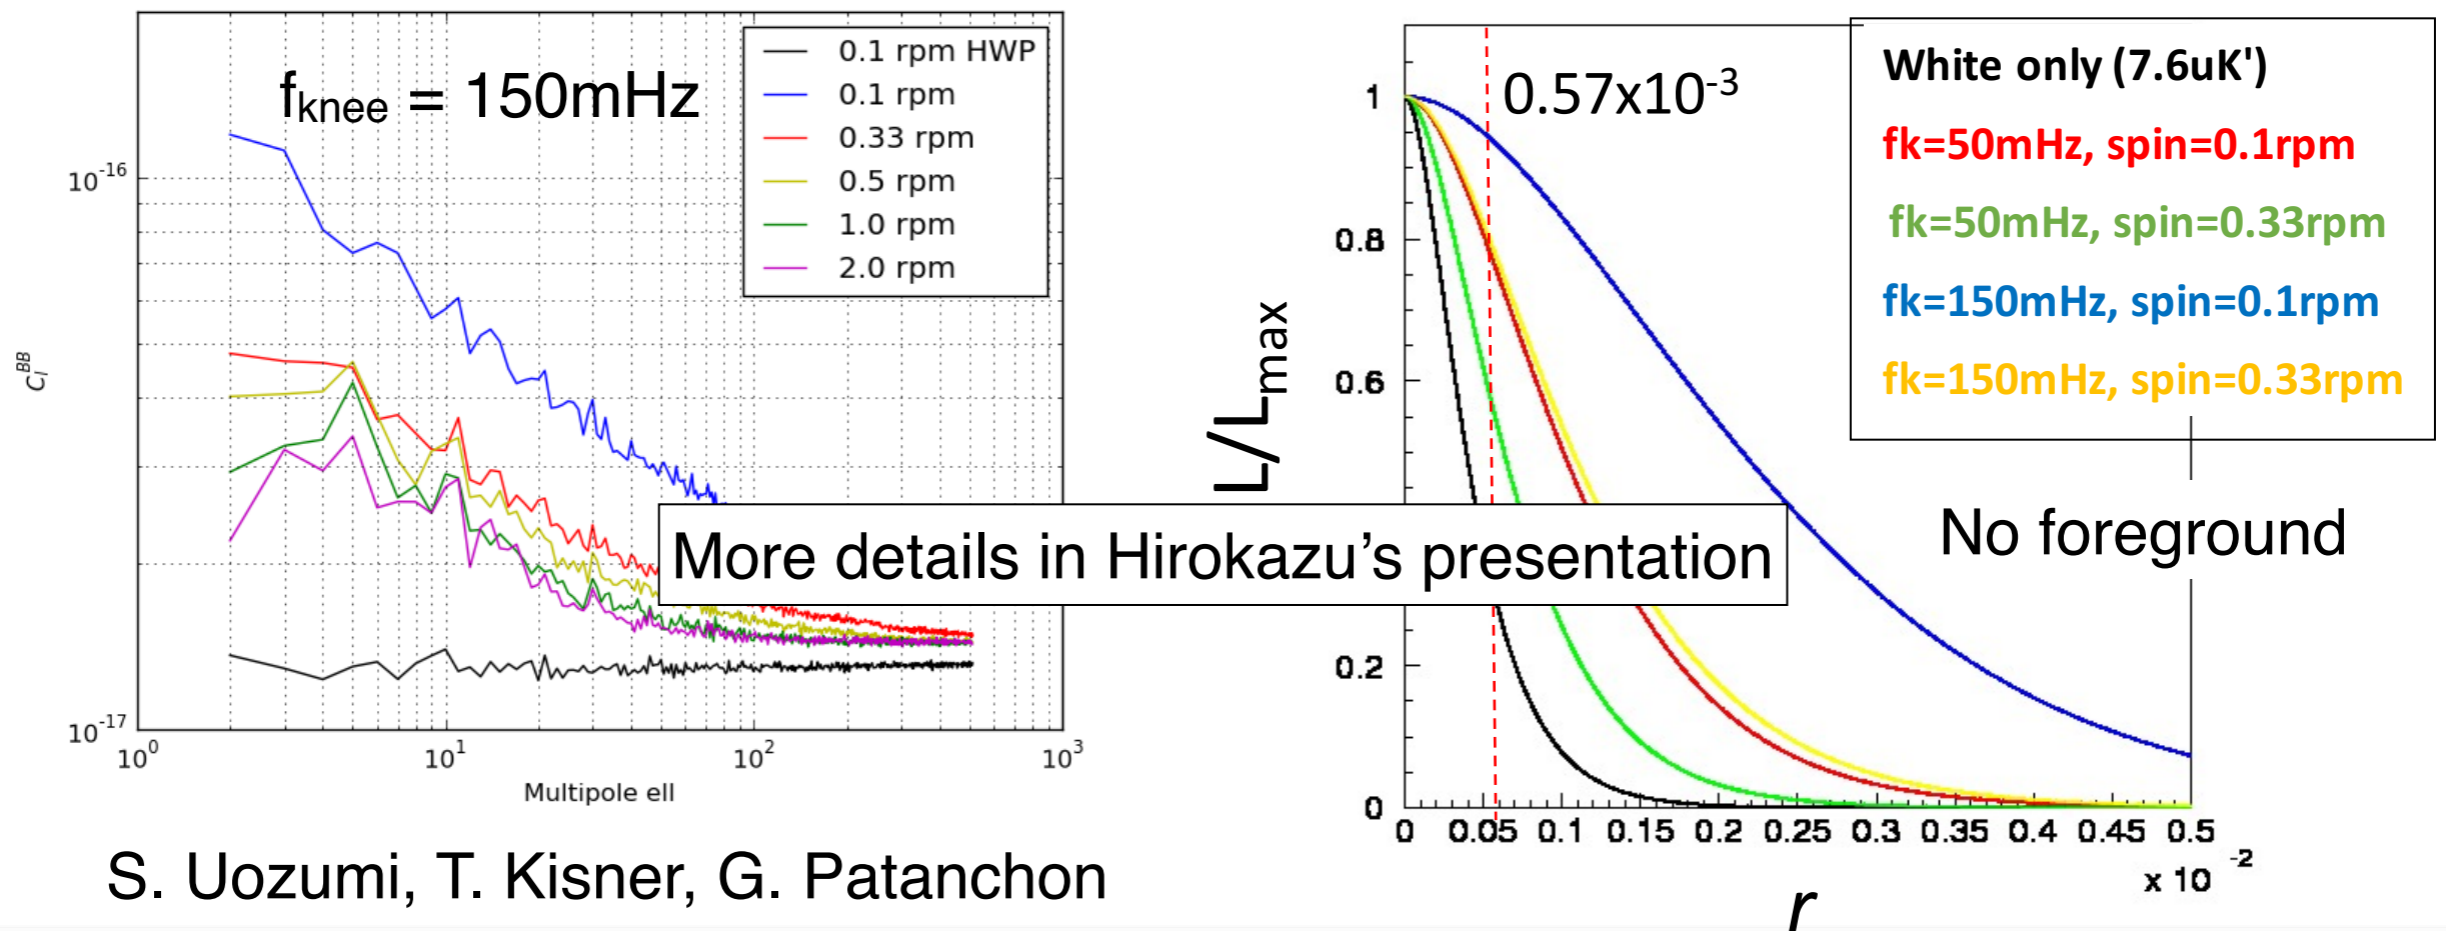 f_knee = 150mHz
0.1 rpm HWP
0.1 rpm
0.33 rpm
0.5 rpm
1.0 rpm
2.0 rpm
10^-16
10^-17
C_l^BB
10^0 10^1 10^2 10^3
Multipole ell
S. Uozumi, T. Kisner, G. Patanchon
More details in Hirokazu’s presentation
0.57x10^-3
White only (7.6uK')
fk=50mHz, spin=0.1rpm
fk=50mHz, spin=0.33rpm
fk=150mHz, spin=0.1rpm
fk=150mHz, spin=0.33rpm
No foreground
L/L_max
1
0.8
0.6
0.2
0
0 0.05 0.1 0.15 0.2 0.25 0.3 0.35 0.4 0.45 0.5
x 10^-2
r